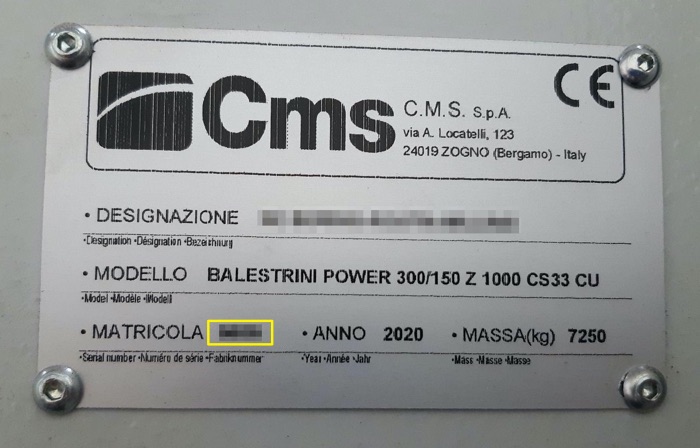 Cms
C.M.S. S.p.A.
via A. Locatelli, 123
24019 ZOGNO (Bergamo) - Italy
CE
• DESIGNAZIONE
•Designation •Désignation •Bezeichnung
• MODELLO BALESTRINI POWER 300/150 Z 1000 CS33 CU
•Model •Modèle •Modell
• MATRICOLA • ANNO 2020 • MASSA(kg) 7250
•Serial number •Numéro de série •Fabriknummer •Year •Année •Jahr •Mass •Masse •Masse